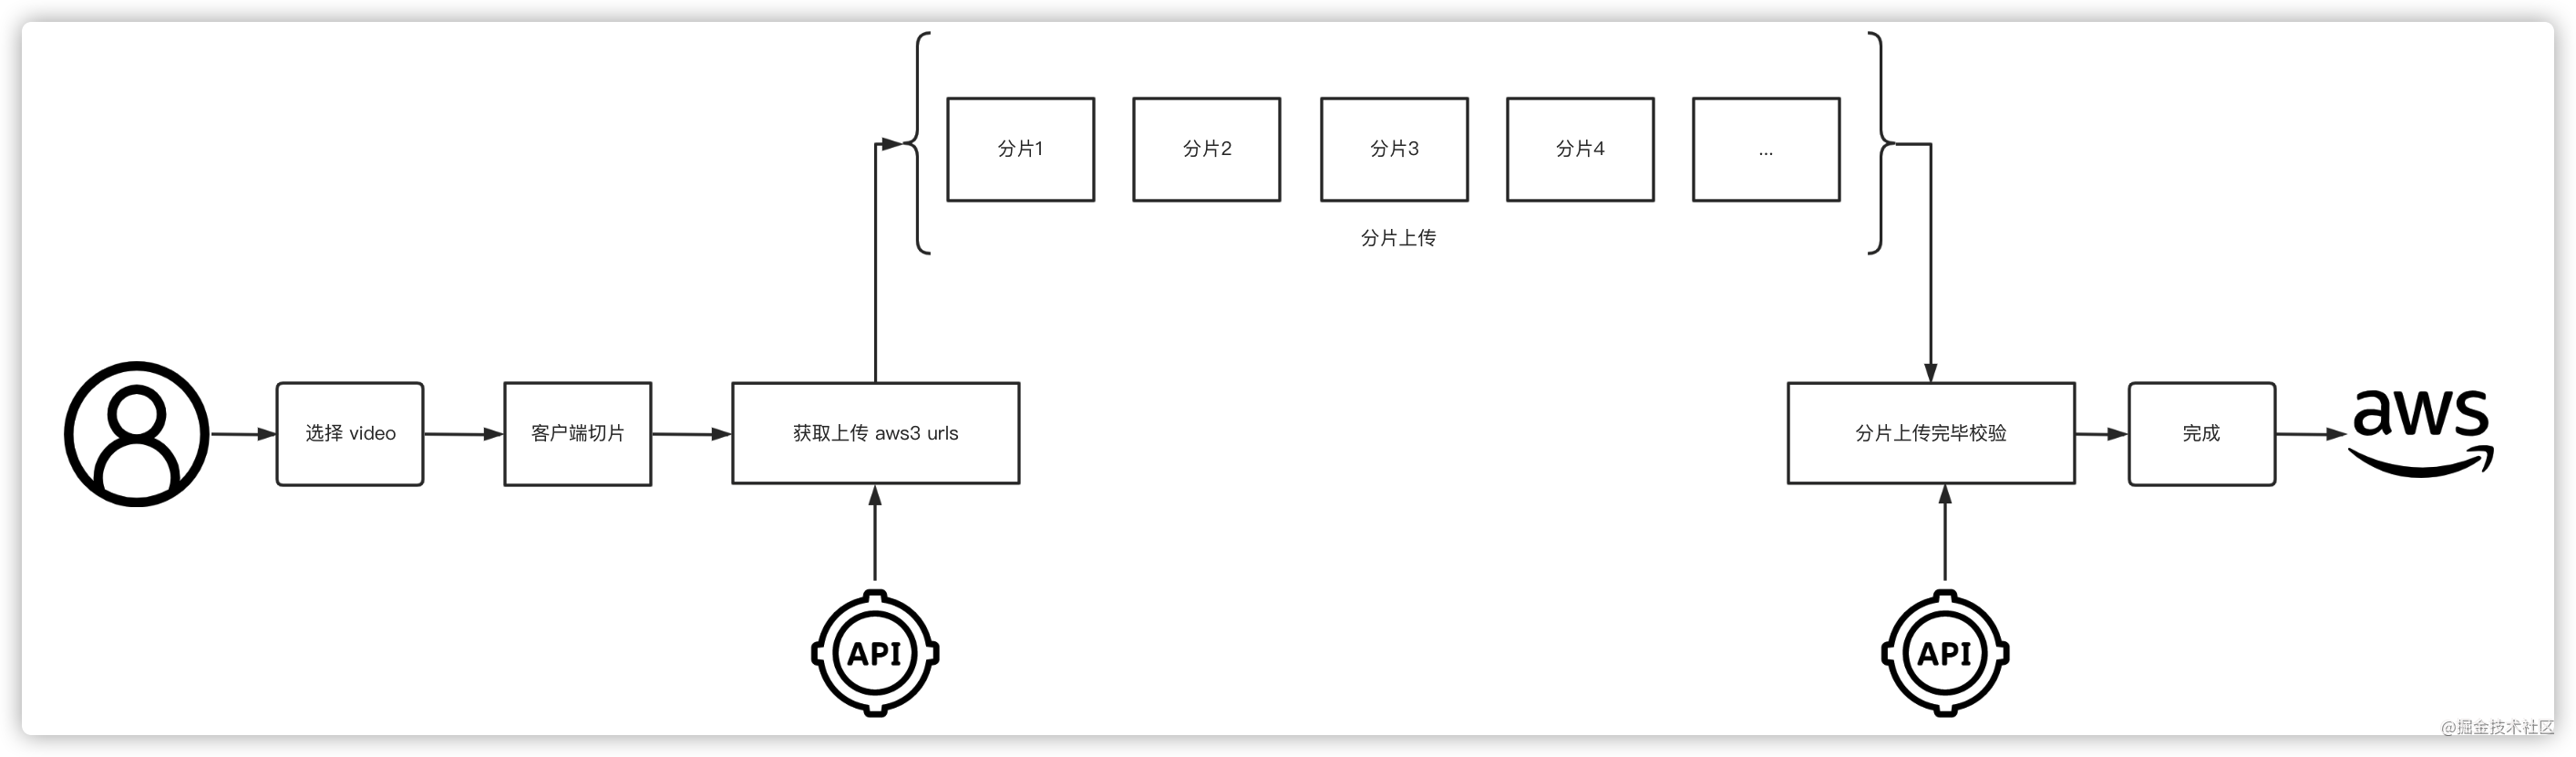 分片1
分片2
分片3
分片4
...
分片上传
选择 video
客户端切片
获取上传 aws3 urls
分片上传完毕校验
完成
aws
API
API
@掘金技术社区